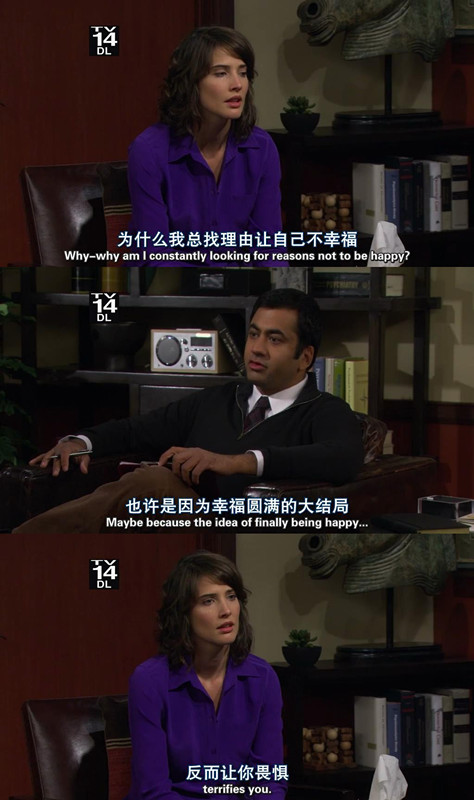 TV
14
DL
为什么我总找理由让自己不幸福
Why-why am I constantly looking for reasons not to be happy?
TV
14
DL
也许是因为幸福圆满的大结局
Maybe because the idea of finally being happy...
TV
14
DL
反而让你畏惧
terrifies you.